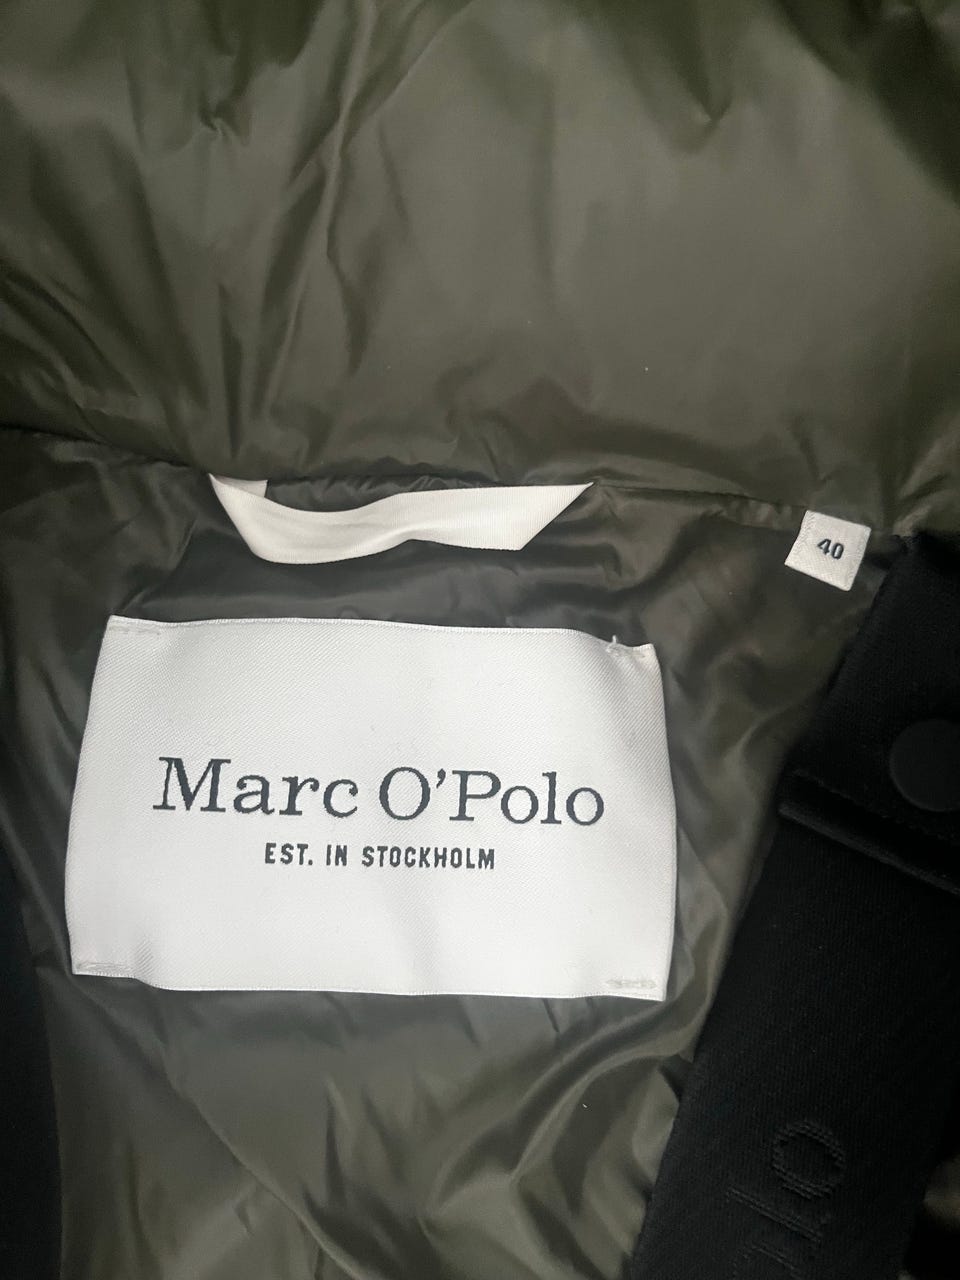 40
Marc O'Polo
EST. IN STOCKHOLM